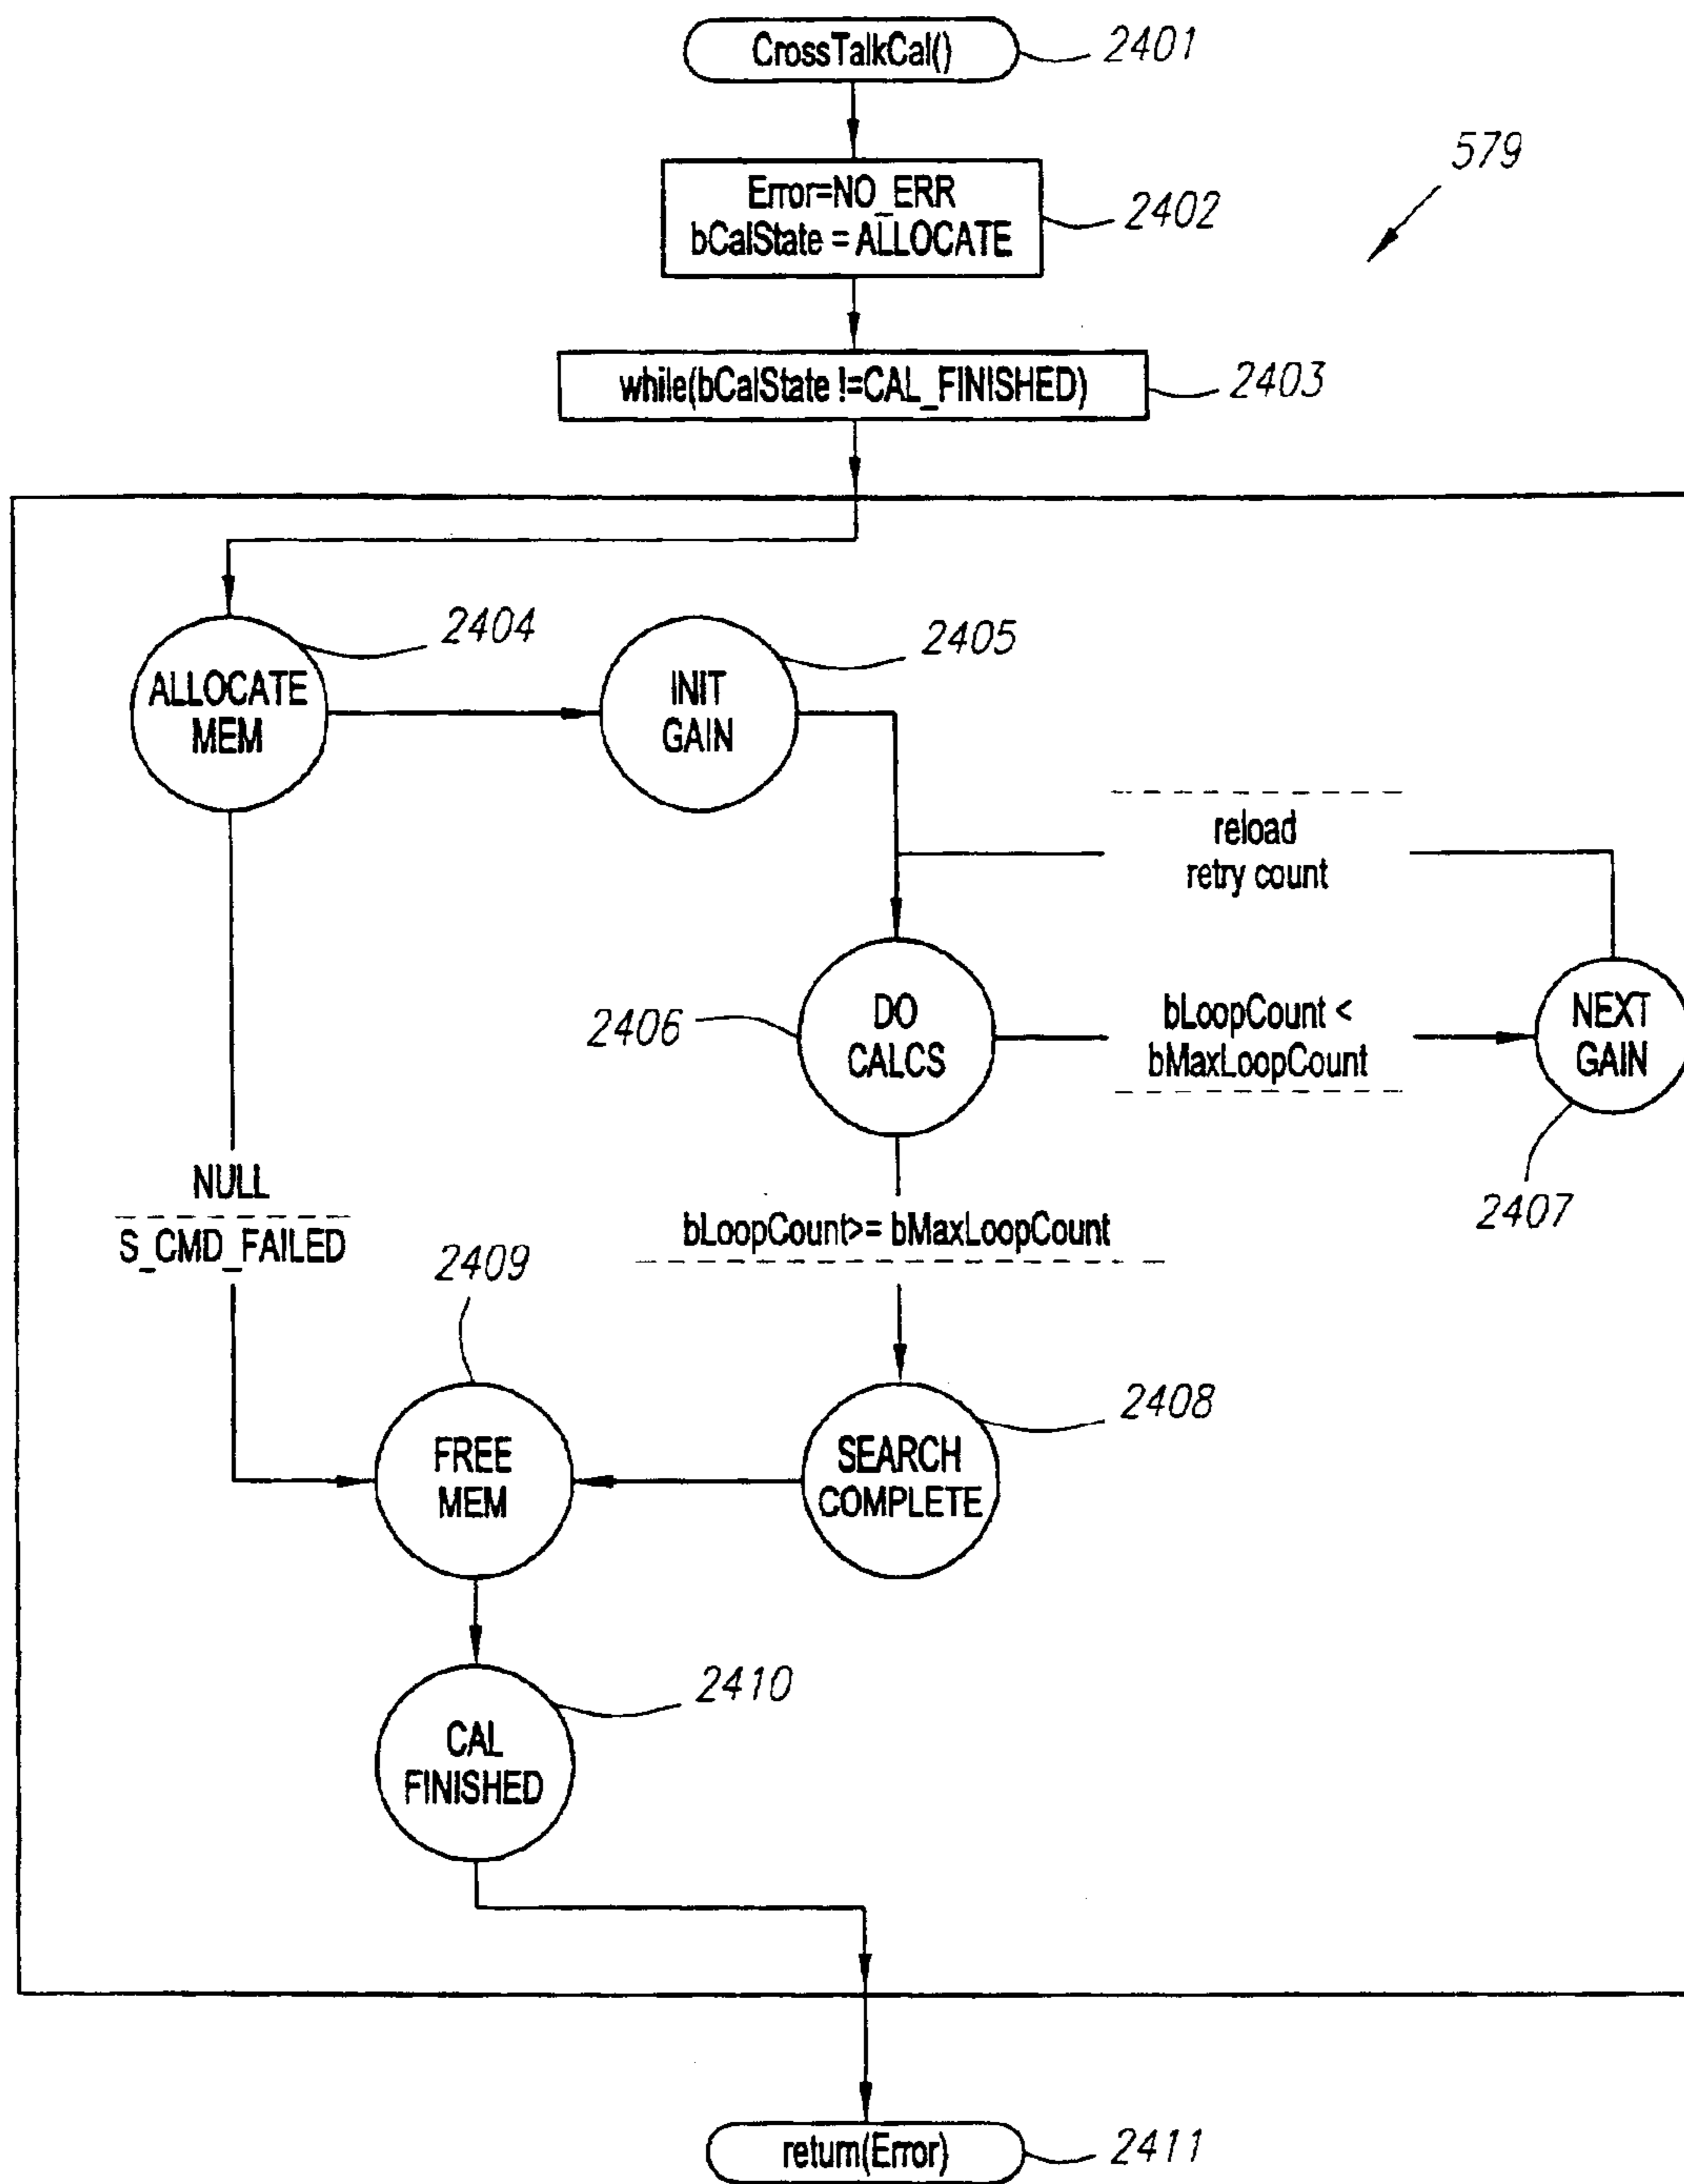 CrossTalkCal()
2401
579
Error=NO_ERR
bCalState = ALLOCATE
2402
while(bCalState !=CAL_FINISHED)
2403
2404
ALLOCATE
MEM
2405
INIT
GAIN
reload
retry count
2406
DO
CALCS
bLoopCount <
bMaxLoopCount
NEXT
GAIN
2407
NULL
S_CMD_FAILED
bLoopCount>= bMaxLoopCount
2409
2408
FREE
MEM
SEARCH
COMPLETE
2410
CAL
FINISHED
return(Error)
2411